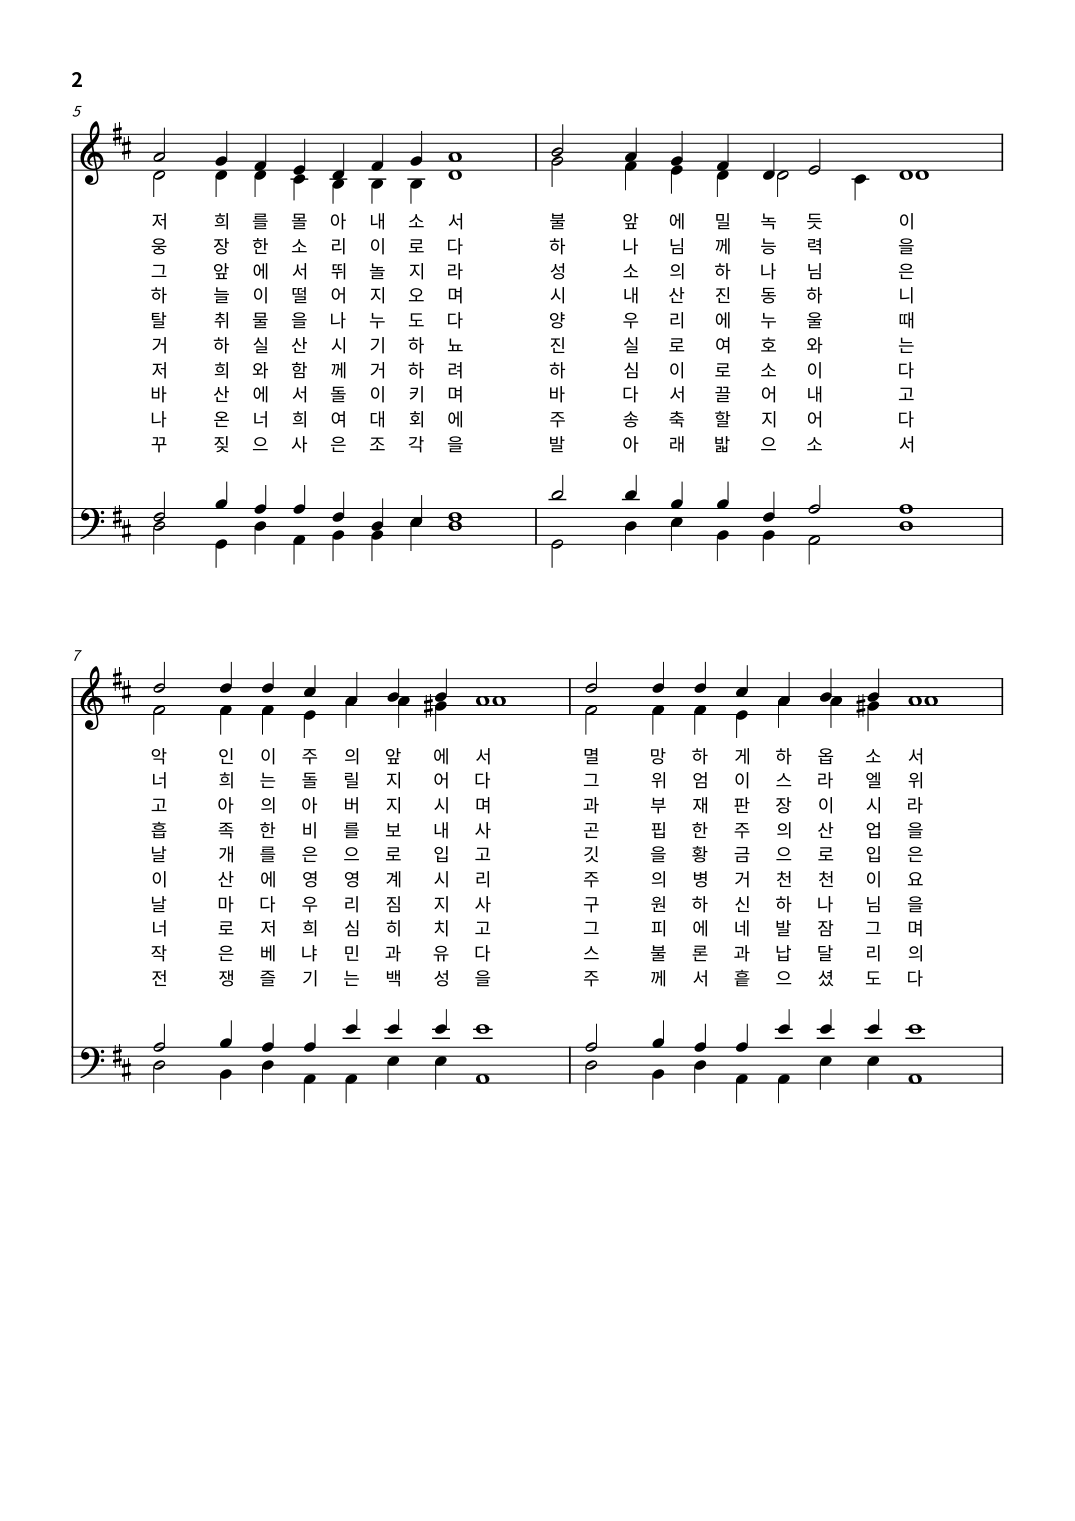 2
5
저 희 를 몰 아 내 소 서 불 앞 에 밀 녹 듯 이
웅 장 한 소 리 이 로 다 하 나 님 께 능 력 을
그 앞 에 서 뛰 놀 지 라 성 소 의 하 나 님 은
하 늘 이 떨 어 지 오 며 시 내 산 진 동 하 니
탈 취 물 을 나 누 도 다 양 우 리 에 누 울 때
거 하 실 산 시 기 하 뇨 진 실 로 여 호 와 는
저 희 와 함 께 거 하 려 하 심 이 로 소 이 다
바 산 에 서 돌 이 키 며 바 다 서 끌 어 내 고
나 온 너 희 여 대 회 에 주 송 축 할 지 어 다
꾸 짖 으 사 은 조 각 을 발 아 래 밟 으 소 서
7
악 인 이 주 의 앞 에 서 멸 망 하 게 하 옵 소 서
너 희 는 돌 릴 지 어 다 그 위 엄 이 스 라 엘 위
고 아 의 아 버 지 시 며 과 부 재 판 장 이 시 라
흡 족 한 비 를 보 내 사 곤 핍 한 주 의 산 업 을
날 개 를 은 으 로 입 고 깃 을 황 금 으 로 입 은
이 산 에 영 영 계 시 리 주 의 병 거 천 천 이 요
날 마 다 우 리 짐 지 사 구 원 하 신 하 나 님 을
너 로 저 희 심 히 치 고 그 피 에 네 발 잠 그 며
작 은 베 냐 민 과 유 다 스 불 론 과 납 달 리 의
전 쟁 즐 기 는 백 성 을 주 께 서 흩 으 셨 도 다